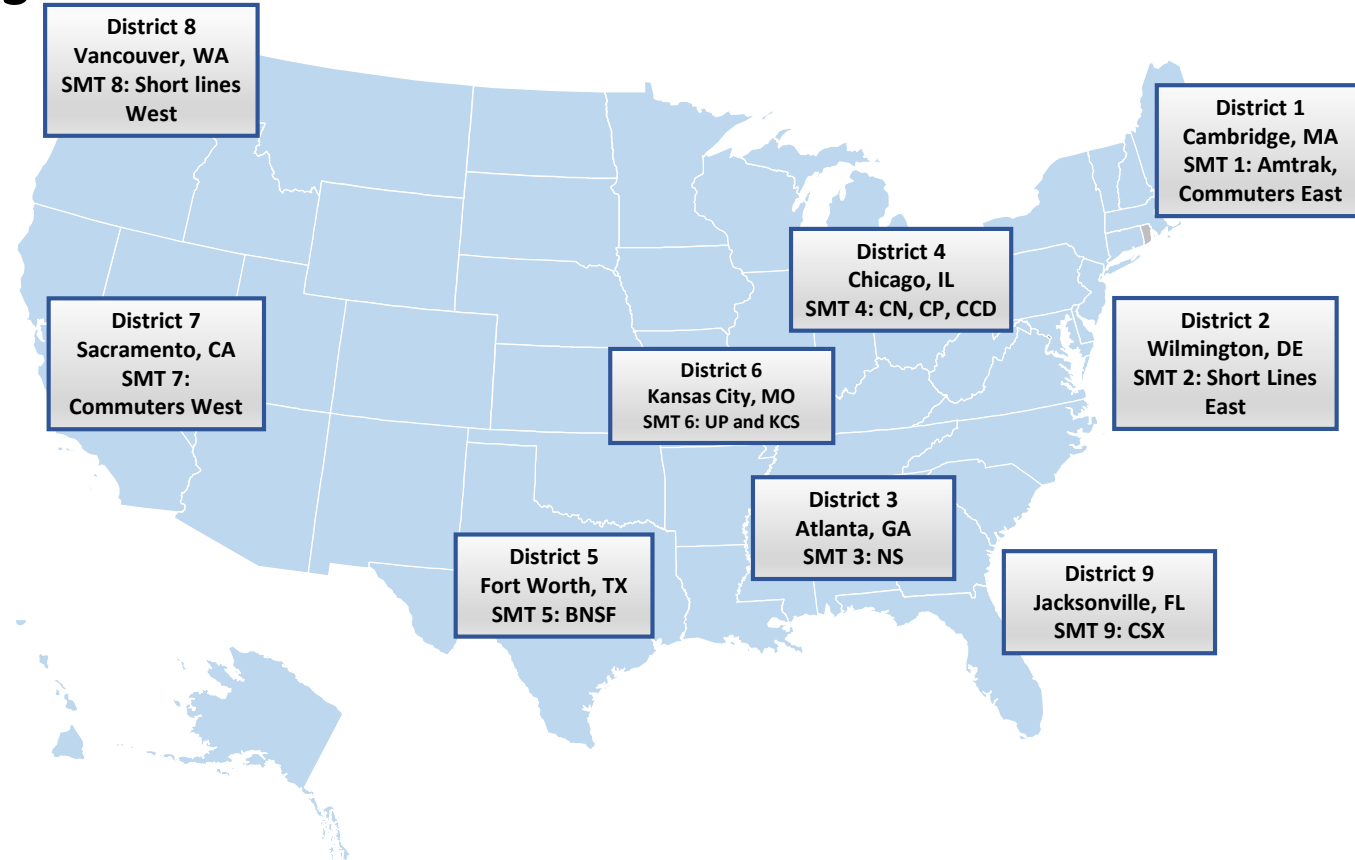 District 8
Vancouver, WA
SMT 8: Short lines
West
District 1
Cambridge, MA
SMT 1: Amtrak,
Commuters East
District 4
Chicago, IL
SMT 4: CN, CP, CCD
District 7
Sacramento, CA
SMT 7:
Commuters West
District 2
Wilmington, DE
SMT 2: Short Lines
East
District 6
Kansas City, MO
SMT 6: UP and KCS
District 3
Atlanta, GA
SMT 3: NS
District 5
Fort Worth, TX
SMT 5: BNSF
District 9
Jacksonville, FL
SMT 9: CSX